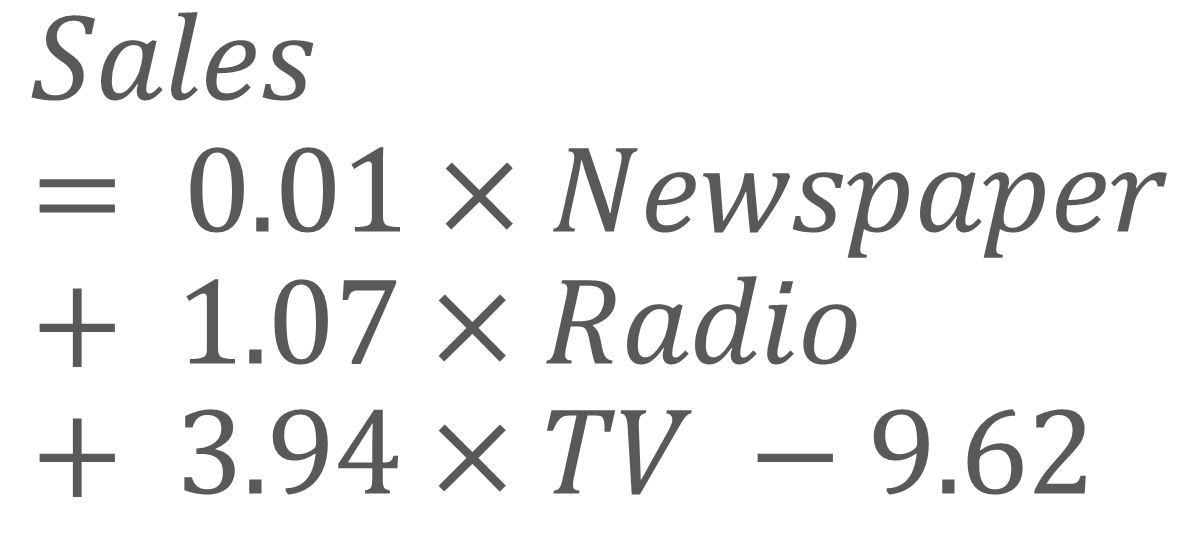 Sales
= 0.01 × Newspaper
+ 1.07 × Radio
+ 3.94 × TV − 9.62